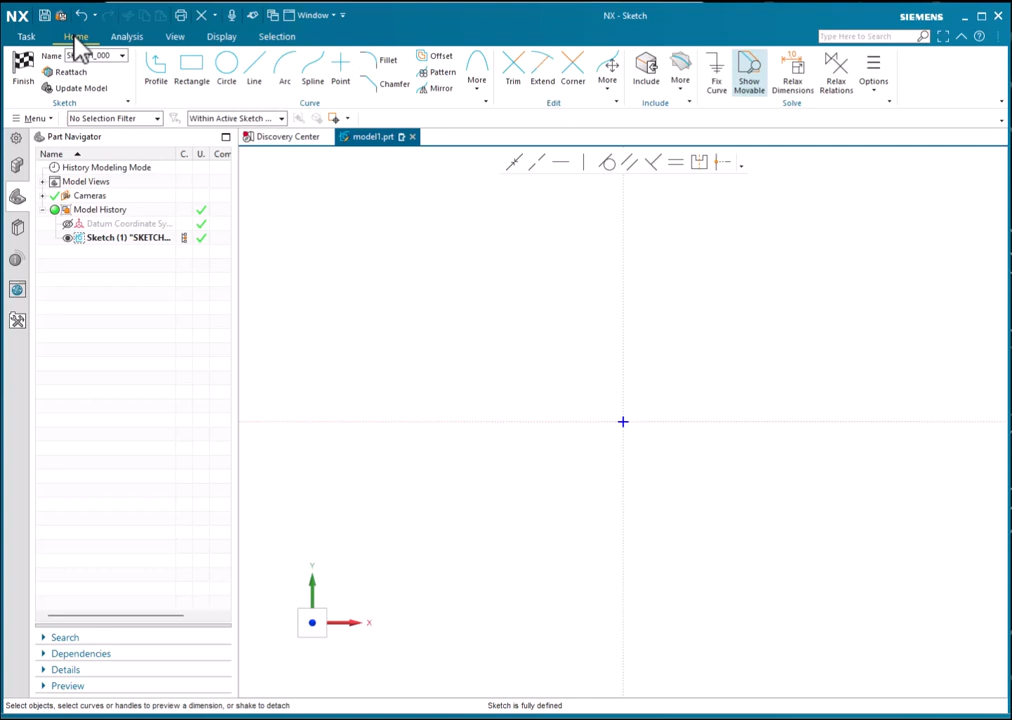 NX
Window
NX - Sketch
SIEMENS
Task
Home
Analysis
View
Display
Selection
Type Here to Search
Finish
Name
_000
Reattach
Update Model
Sketch
Profile
Rectangle
Circle
Line
Arc
Spline
Point
Fillet
Chamfer
Offset
Pattern
Mirror
More
Curve
Trim
Extend
Corner
More
Edit
Include
More
Include
Fix
Curve
Show
Movable
Relax
Dimensions
Relax
Relations
Options
Solve
10
Menu
No Selection Filter
Within Active Sketch ...
Part Navigator
Discovery Center
model1.prt
Name
C.
U.
Com
History Modeling Mode
Model Views
Cameras
Model History
Datum Coordinate Sy...
Sketch (1) "SKETCH...
Y
X
Search
Dependencies
Details
Preview
Select objects, select curves or handles to preview a dimension, or shake to detach
Sketch is fully defined